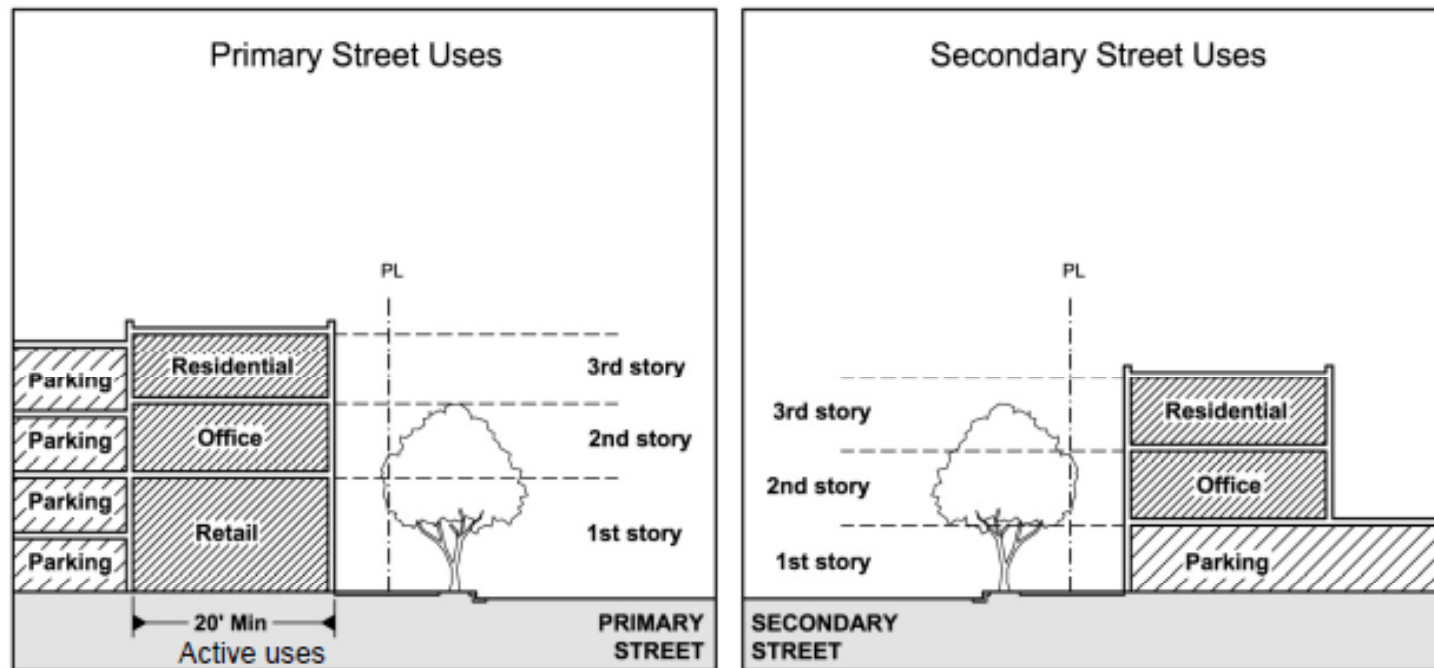 Primary Street Uses
PL
Residential
3rd story
Parking
Office
2nd story
Parking
Parking
Retail
1st story
Parking
20' Min
Active uses
PRIMARY
STREET
Secondary Street Uses
PL
3rd story
Residential
2nd story
Office
1st story
Parking
SECONDARY
STREET